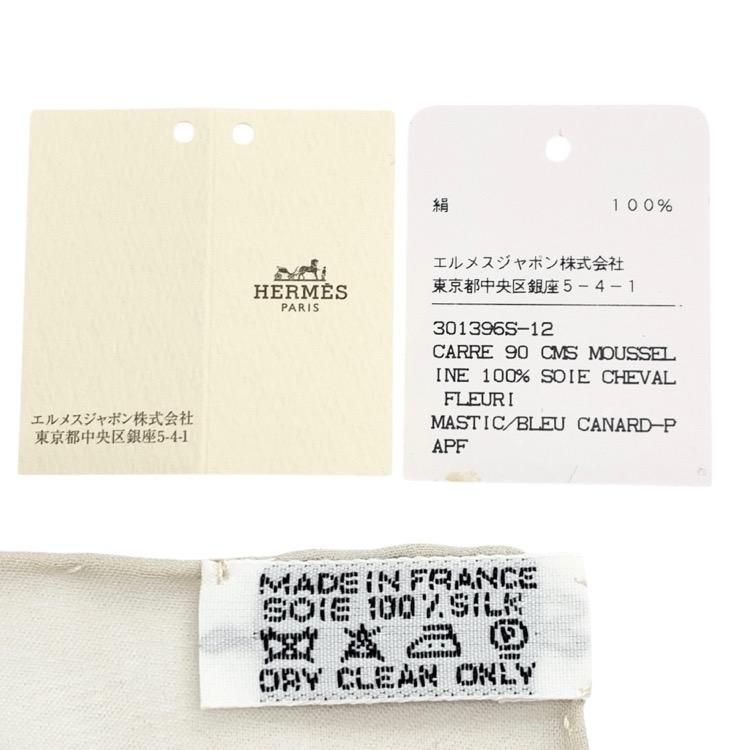 HERMÈS
PARIS
エルメスジャポン株式会社
東京都中央区銀座5-4-1
絹 100%
エルメスジャポン株式会社
東京都中央区銀座5-4-1
301396S-12
CARRE 90 CMS MOUSSEL
INE 100% SOIE CHEVAL
FLEURI
MASTIC/BLEU CANARD-P
APF
MADE IN FRANCE
SOIE 100% SILK
P
DRY CLEAN ONLY